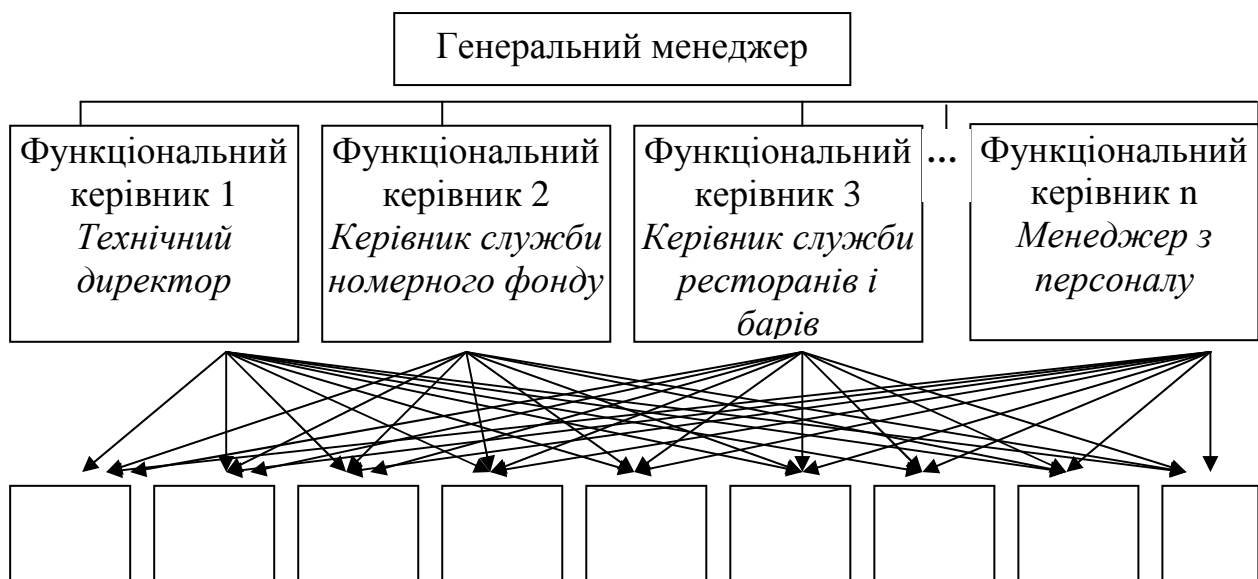 Генеральний менеджер
Функціональний
керівник 1
Технічний
директор
Функціональний
керівник 2
Керівник служби
номерного фонду
Функціональний
керівник 3
Керівник служби
ресторанів і
барів
...
Функціональний
керівник n
Менеджер з
персоналу